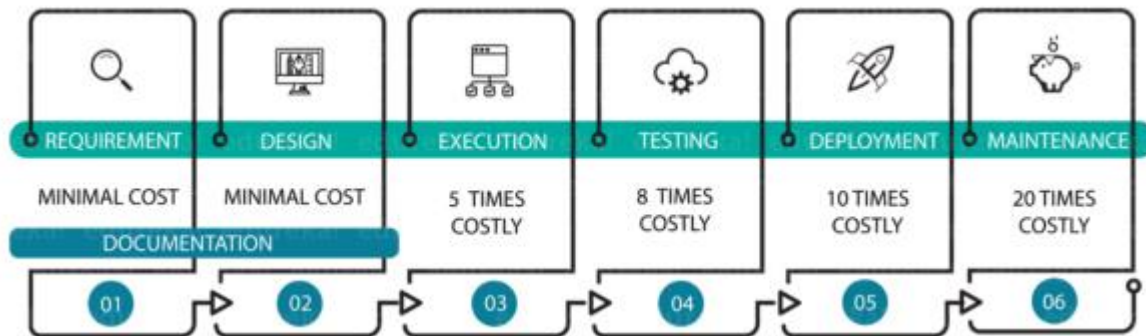 REQUIREMENT
DESIGN
EXECUTION
TESTING
DEPLOYMENT
MAINTENANCE
MINIMAL COST
MINIMAL COST
5 TIMES
COSTLY
8 TIMES
COSTLY
10 TIMES
COSTLY
20 TIMES
COSTLY
DOCUMENTATION
01
02
03
04
05
06